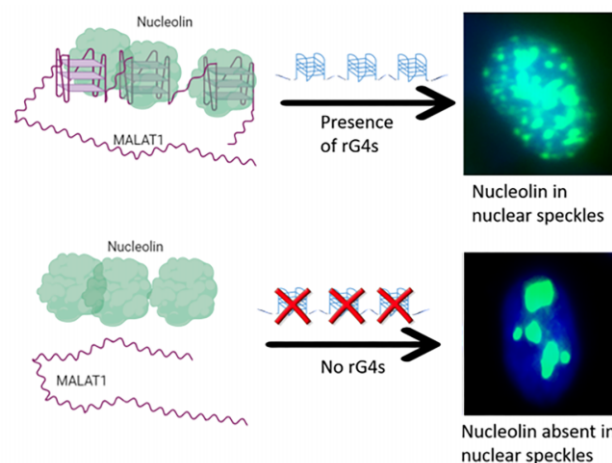 Nucleolin
MALAT1
Presence
of rG4s
Nucleolin in
nuclear speckles
Nucleolin
MALAT1
No rG4s
Nucleolin absent in
nuclear speckles